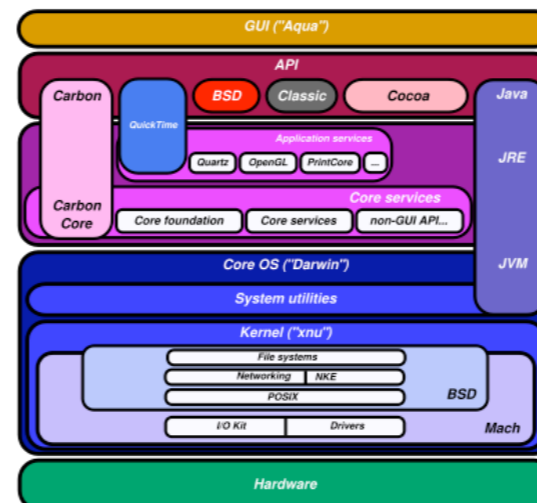 GUI ("Aqua")
API
Carbon
QuickTime
BSD
Classic
Cocoa
Java
Application services
Quartz
OpenGL
PrintCore
...
JRE
Core services
Carbon
Core
Core foundation
Core services
non-GUI API...
Core OS ("Darwin")
JVM
System utilities
Kernel ("xnu")
File systems
Networking
NKE
POSIX
BSD
I/O Kit
Drivers
Mach
Hardware